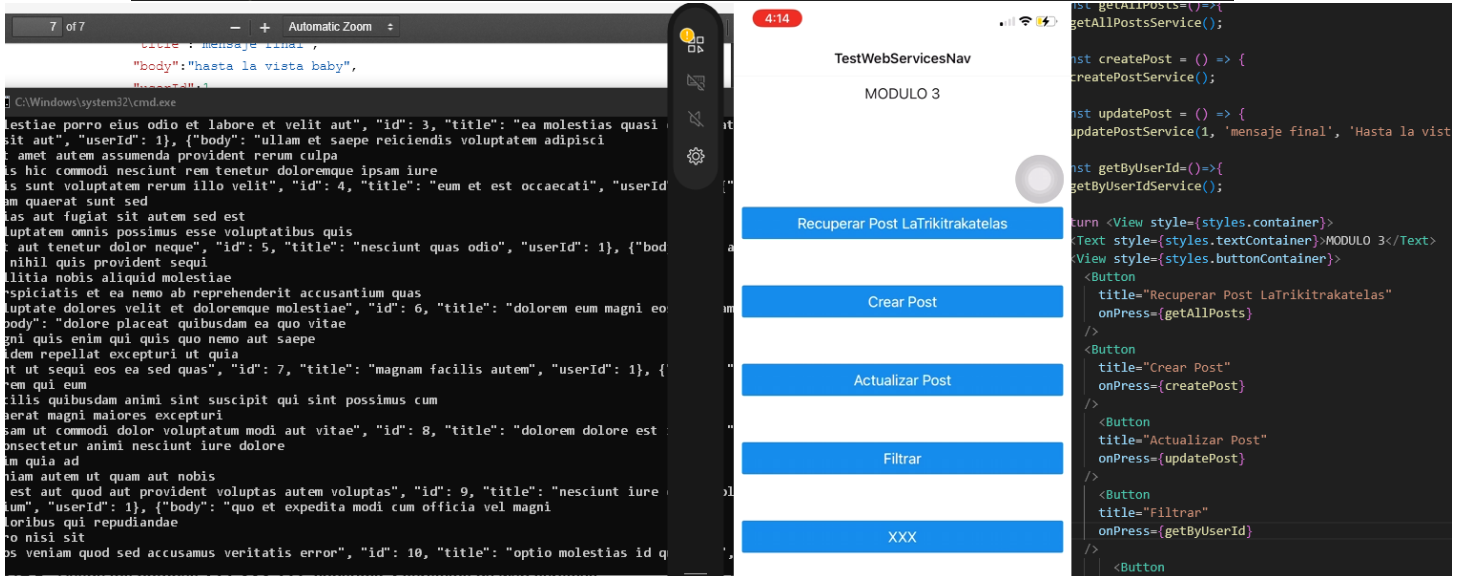 7 of 7
Automatic Zoom
"title": "mensaje final",
"body":"hasta la vista baby",
"userId":1
C:\Windows\system32\cmd.exe
lestiae porro eius odio et labore et velit aut", "id": 3, "title": "ea molestias quasi
sit aut", "userId": 1}, {"body": "ullam et saepe reiciendis voluptatem adipisci
t amet autem assumenda provident rerum culpa
is hic commodi nesciunt rem tenetur doloremque ipsam iure
is sunt voluptatem rerum illo velit", "id": 4, "title": "eum et est occaecati", "userId
am quaerat sunt sed
ias aut fugiat sit autem sed est
luptatem omnis possimus esse voluptatibus quis
t aut tenetur dolor neque", "id": 5, "title": "nesciunt quas odio", "userId": 1}, {"bod
nihil quis provident sequi
llitia nobis aliquid molestiae
rspiciatis et ea nemo ab reprehenderit accusantium quas
luptate dolores velit et doloremque molestiae", "id": 6, "title": "dolorem eum magni eo
body": "dolore placeat quibusdam ea quo vitae
gni quis enim qui quis quo nemo aut saepe
idem repellat excepturi ut quia
nt ut sequi eos ea sed quas", "id": 7, "title": "magnam facilis autem", "userId": 1}, {
rem qui eum
cilis quibusdam animi sint suscipit qui sint possimus cum
aerat magni maiores excepturi
sam ut commodi dolor voluptatum modi aut vitae", "id": 8, "title": "dolorem dolore est
onsectetur animi nesciunt iure dolore
im quia ad
niam autem ut quam aut nobis
est aut quod aut provident voluptas autem voluptas", "id": 9, "title": "nesciunt iure
ium", "userId": 1}, {"body": "quo et expedita modi cum officia vel magni
loribus qui repudiandae
ro nisi sit
os veniam quod sed accusamus veritatis error", "id": 10, "title": "optio molestias id q
4:14
TestWebServicesNav
MODULO 3
Recuperar Post LaTrikitrakatelas
Crear Post
Actualizar Post
Filtrar
XXX
nst getAllPosts=()=>{
getAllPostsService();
nst createPost = () => {
createPostService();
nst updatePost = () => {
updatePostService(1, 'mensaje final', 'Hasta la vist
nst getByUserId=()=>{
getByUserIdService();
turn <View style={styles.container}>
<Text style={styles.textContainer}>MODULO 3</Text>
<View style={styles.buttonContainer}>
<Button
title="Recuperar Post LaTrikitrakatelas"
onPress={getAllPosts}
/>
<Button
title="Crear Post"
onPress={createPost}
/>
<Button
title="Actualizar Post"
onPress={updatePost}
/>
<Button
title="Filtrar"
onPress={getByUserId}
/>
<Button